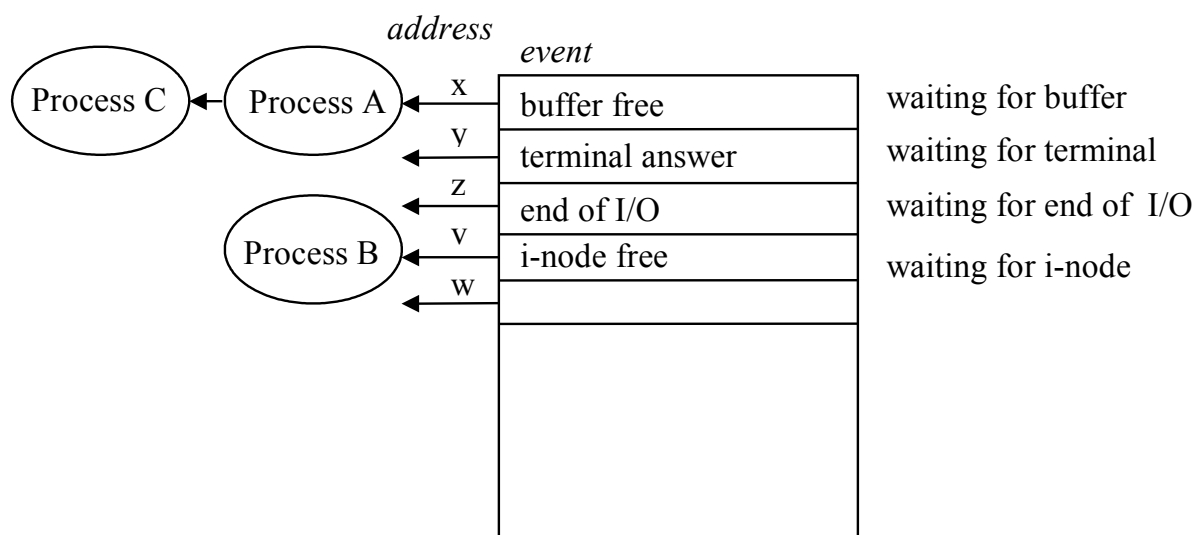 address
event
Process C
Process A
x
buffer free
waiting for buffer
y
terminal answer
waiting for terminal
z
end of I/O
waiting for end of I/O
Process B
v
i-node free
waiting for i-node
w